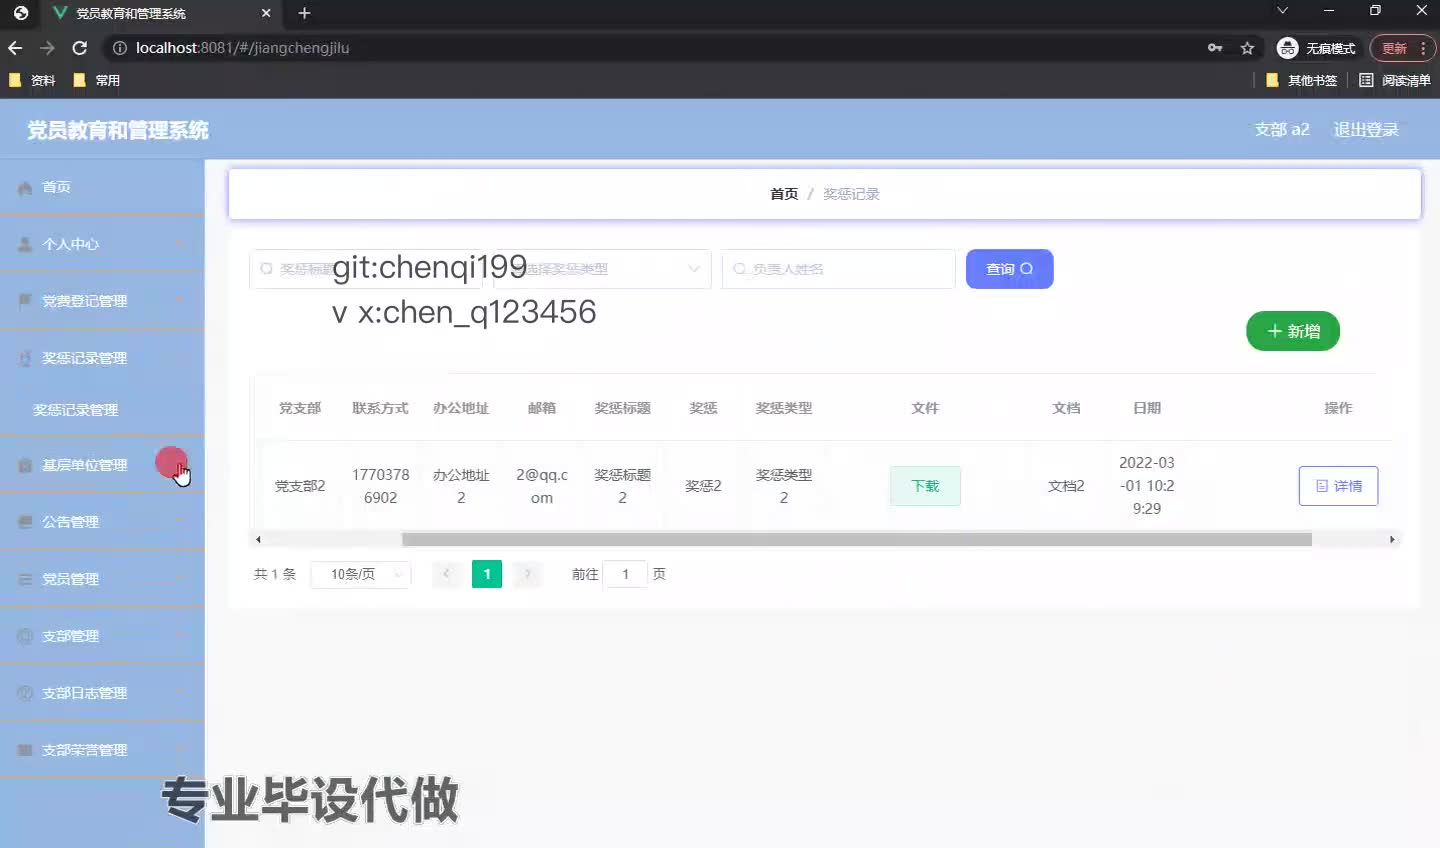 党员教育和管理系统
localhost:8081/#/jiangchengjilu
无痕模式
更新
资料
常用
其他书签
阅读清单
党员教育和管理系统
支部 a2
退出登录
首页
个人中心
党费登记管理
奖惩记录管理
奖惩记录管理
基层单位管理
公告管理
党员管理
支部管理
支部日志管理
支部荣誉管理
首页 / 奖惩记录
奖惩标题
选择奖惩类型
负责人姓名
查询
git:chenqi199
v x:chen_q123456
新增
党支部 联系方式 办公地址 邮箱 奖惩标题 奖惩 奖惩类型 文件 文档 日期 操作
党支部2
1770378
6902
办公地址
2
2@qq.c
om
奖惩标题
2
奖惩2
奖惩类型
2
下载
文档2
2022-03
-01 10:2
9:29
详情
共 1 条
10条/页
1
前往 1 页
专业毕设代做